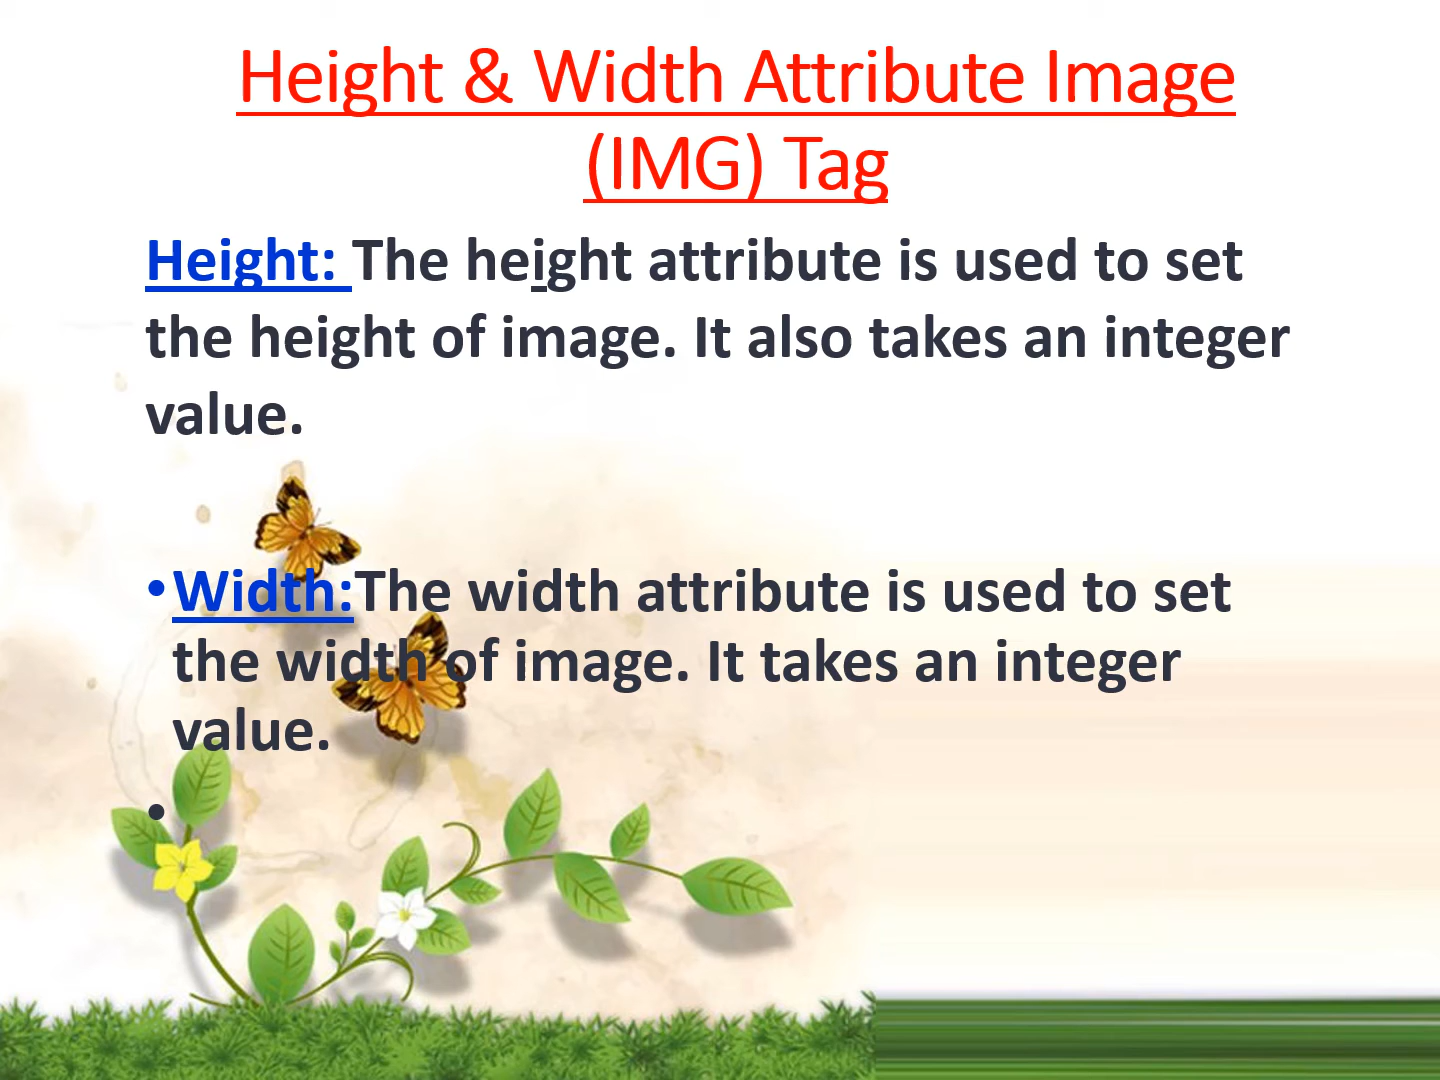 Height & Width Attribute Image
(IMG) Tag
Height: The height attribute is used to set
the height of image. It also takes an integer
value.
•Width:The width attribute is used to set
the width of image. It takes an integer
value.
•